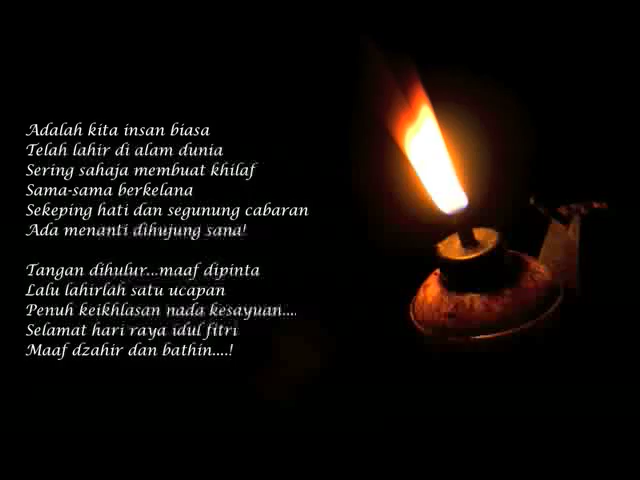 Adalah kita insan biasa
Telah lahir di alam dunia
Sering sahaja membuat khilaf
Sama-sama berkelana
Sekeping hati dan segunung cabaran
Ada menanti dihujung sana!
Tangan dihulur...maaf dipinta
Lalu lahirlah satu ucapan
Penuh keikhlasan nada kesayuan....
Selamat hari raya idul fitri
Maaf dzahir dan bathin....!